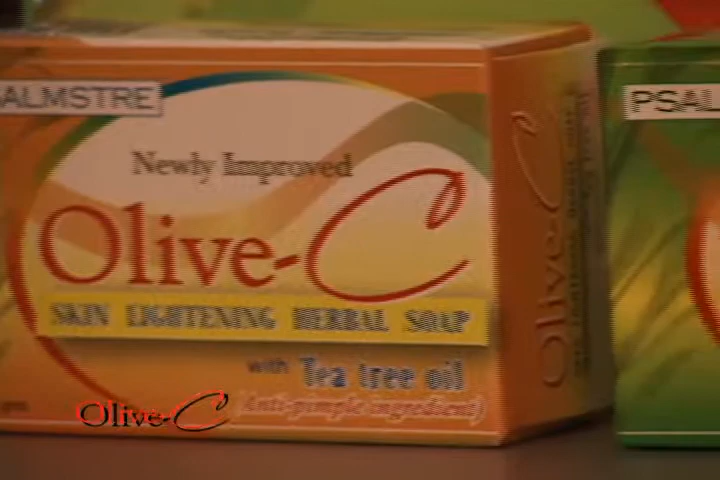 ALMSTRE
PSAL
Newly Improved
Olive-C
SKIN LIGHTENING HERBAL SOAP
with Tea tree oil
(Anti-pimple ingredient)
Olive-C
Olive-C